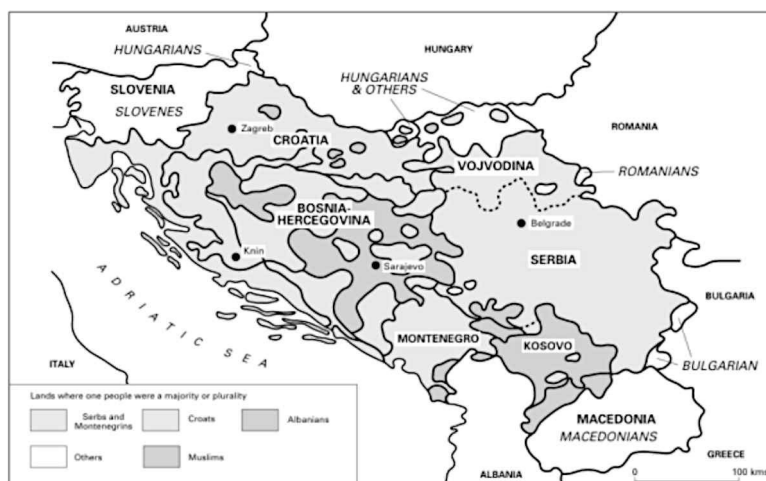 AUSTRIA
HUNGARIANS
HUNGARY
SLOVENIA
SLOVENES
HUNGARIANS
& OTHERS
ROMANIA
Zagreb
CROATIA
VOJVODINA
ROMANIANS
BOSNIA-
HERCEGOVINA
Belgrade
Knin
Sarajevo
SERBIA
ADRIATIC SEA
BULGARIA
MONTENEGRO
KOSOVO
ITALY
BULGARIAN
Lands where one people were a majority or plurality
Serbs and
Montenegrins
Croats
Albanians
Others
Muslims
MACEDONIA
MACEDONIANS
GREECE
ALBANIA
0 100 kms